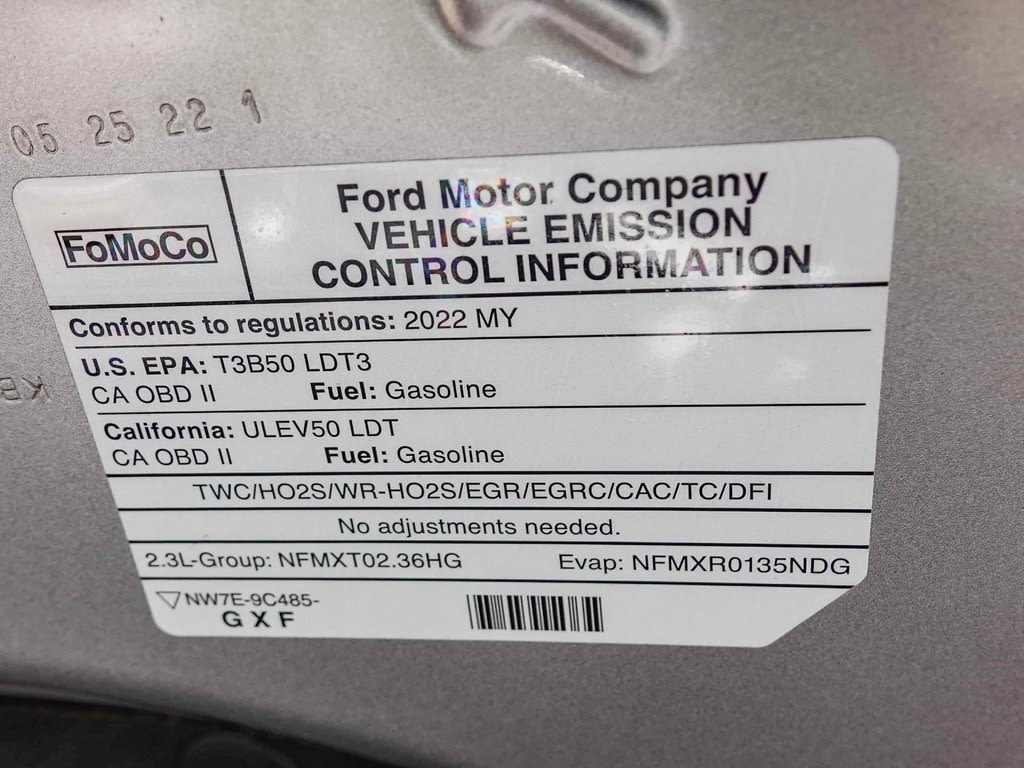 05 25 22 1
FoMoCo
Ford Motor Company
VEHICLE EMISSION
CONTROL INFORMATION
Conforms to regulations: 2022 MY
U.S. EPA: T3B50 LDT3
CA OBD II Fuel: Gasoline
California: ULEV50 LDT
CA OBD II Fuel: Gasoline
TWC/HO2S/WR-HO2S/EGR/EGRC/CAC/TC/DFI
No adjustments needed.
2.3L-Group: NFMXT02.36HG Evap: NFMXR0135NDG
NW7E-9C485-
G X F